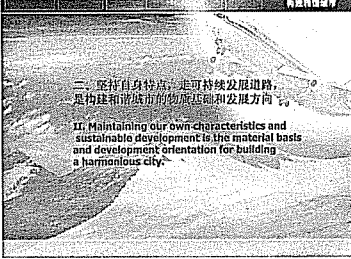 二、坚持自身特点，走可持续发展道路，
是构建和谐城市的物质基础和发展方向
II. Maintaining our own characteristics and
sustainable development is the material basis
and development orientation for building
a harmonious city.